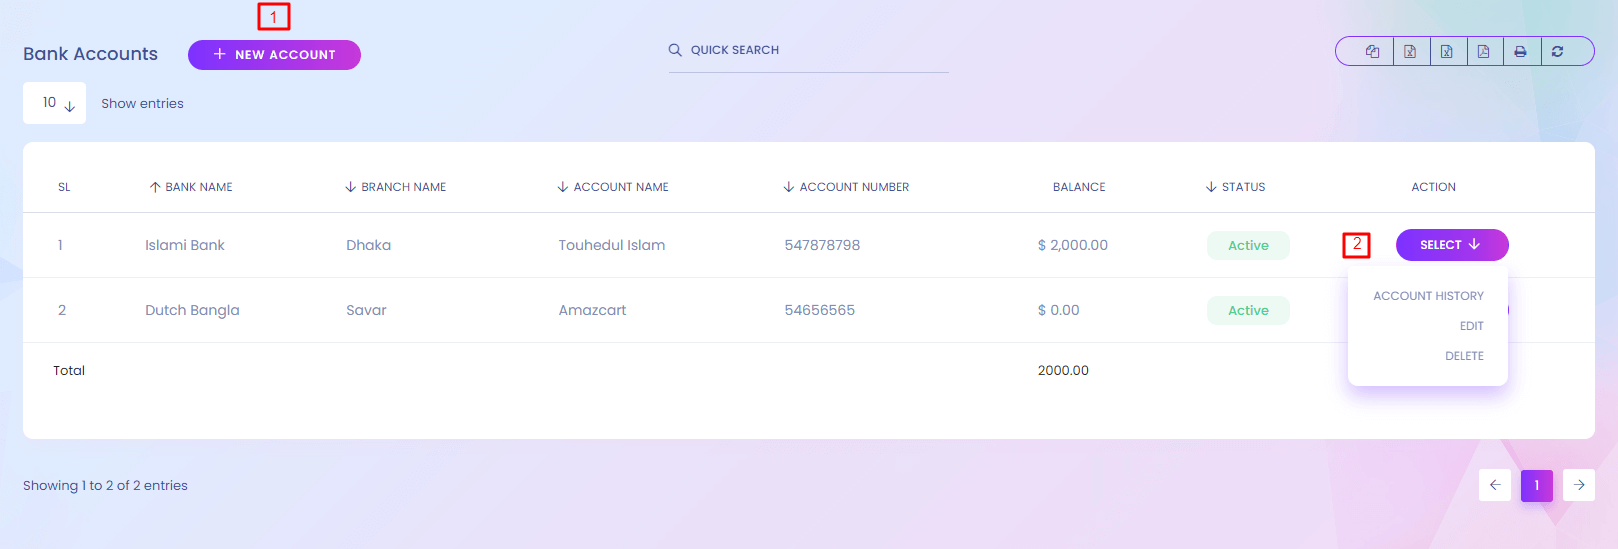 1
Bank Accounts
NEW ACCOUNT
QUICK SEARCH
10
Show entries
SL BANK NAME BRANCH NAME ACCOUNT NAME ACCOUNT NUMBER BALANCE STATUS ACTION
1 Islami Bank Dhaka Touhedul Islam 547878798 $ 2,000.00 Active 2 SELECT
ACCOUNT HISTORY
EDIT
DELETE
2 Dutch Bangla Savar Amazcart 54656565 $ 0.00 Active
Total 2000.00
Showing 1 to 2 of 2 entries
1